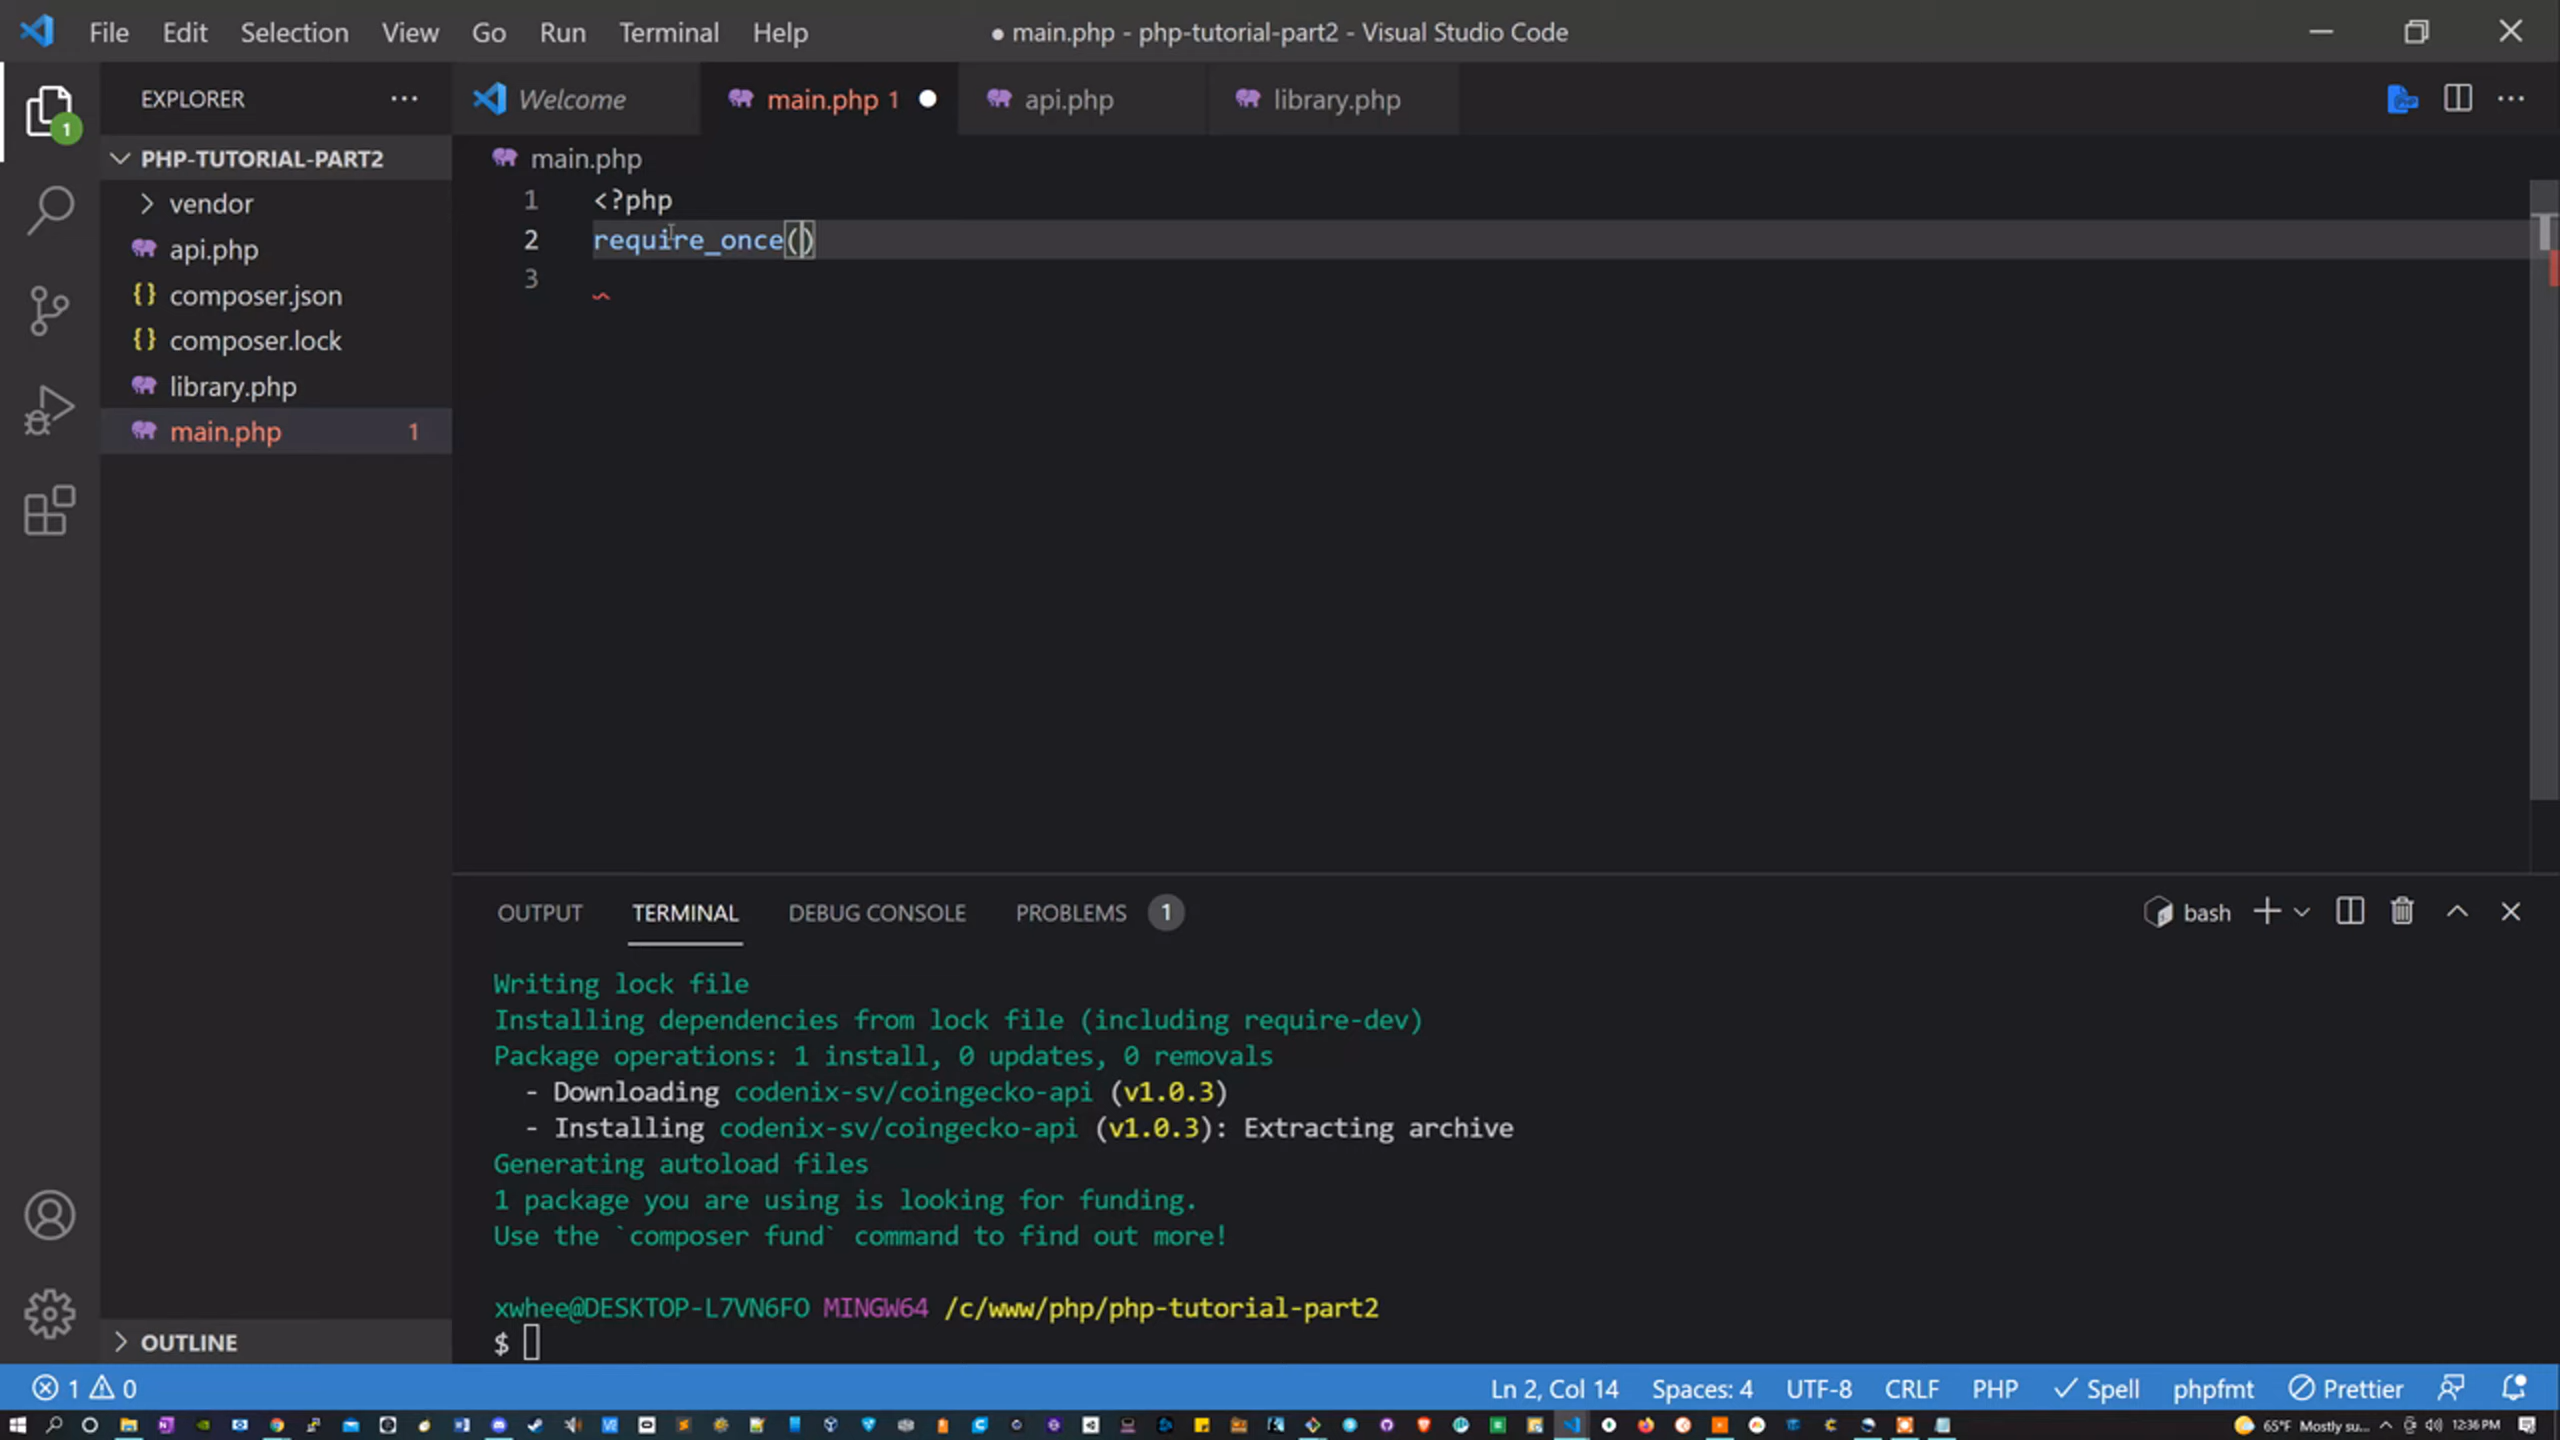 File Edit Selection View Go Run Terminal Help ● main.php - php-tutorial-part2 - Visual Studio Code
EXPLORER ···
Welcome main.php 1 api.php library.php
1
PHP-TUTORIAL-PART2
vendor
api.php
{} composer.json
{} composer.lock
library.php
main.php 1
OUTLINE
main.php
1 <?php
2 require_once()
3
OUTPUT TERMINAL DEBUG CONSOLE PROBLEMS 1 bash
Writing lock file
Installing dependencies from lock file (including require-dev)
Package operations: 1 install, 0 updates, 0 removals
- Downloading codenix-sv/coingecko-api (v1.0.3)
- Installing codenix-sv/coingecko-api (v1.0.3): Extracting archive
Generating autoload files
1 package you are using is looking for funding.
Use the `composer fund` command to find out more!
xwhee@DESKTOP-L7VN6FO MINGW64 /c/www/php/php-tutorial-part2
$
1 0 Ln 2, Col 14 Spaces: 4 UTF-8 CRLF PHP Spell phpfmt Prettier
65°F Mostly su... 12:36 PM